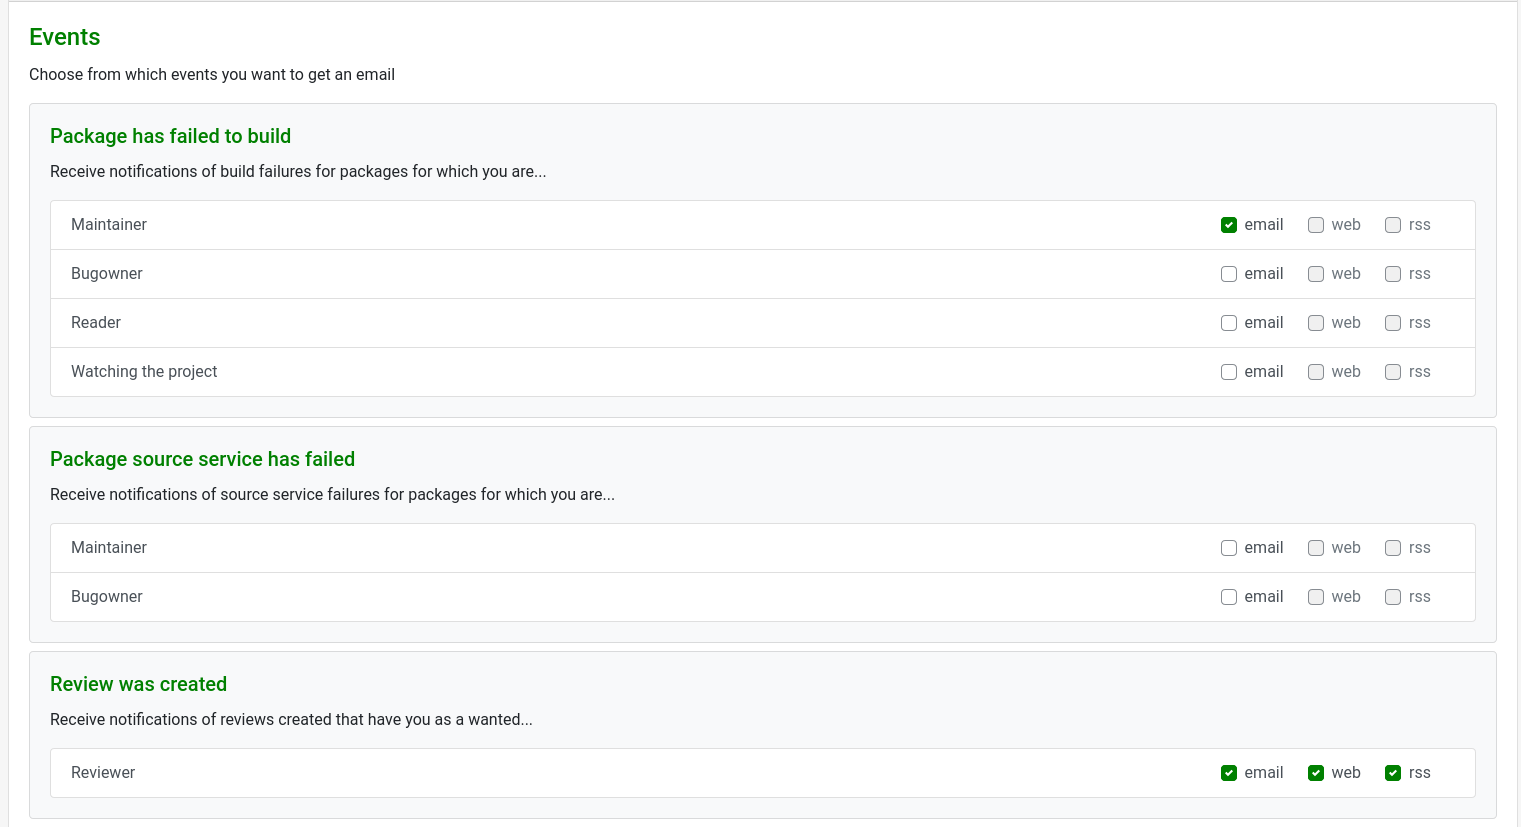 Events
Choose from which events you want to get an email
Package has failed to build
Receive notifications of build failures for packages for which you are...
Maintainer email web rss
Bugowner email web rss
Reader email web rss
Watching the project email web rss
Package source service has failed
Receive notifications of source service failures for packages for which you are...
Maintainer email web rss
Bugowner email web rss
Review was created
Receive notifications of reviews created that have you as a wanted...
Reviewer email web rss